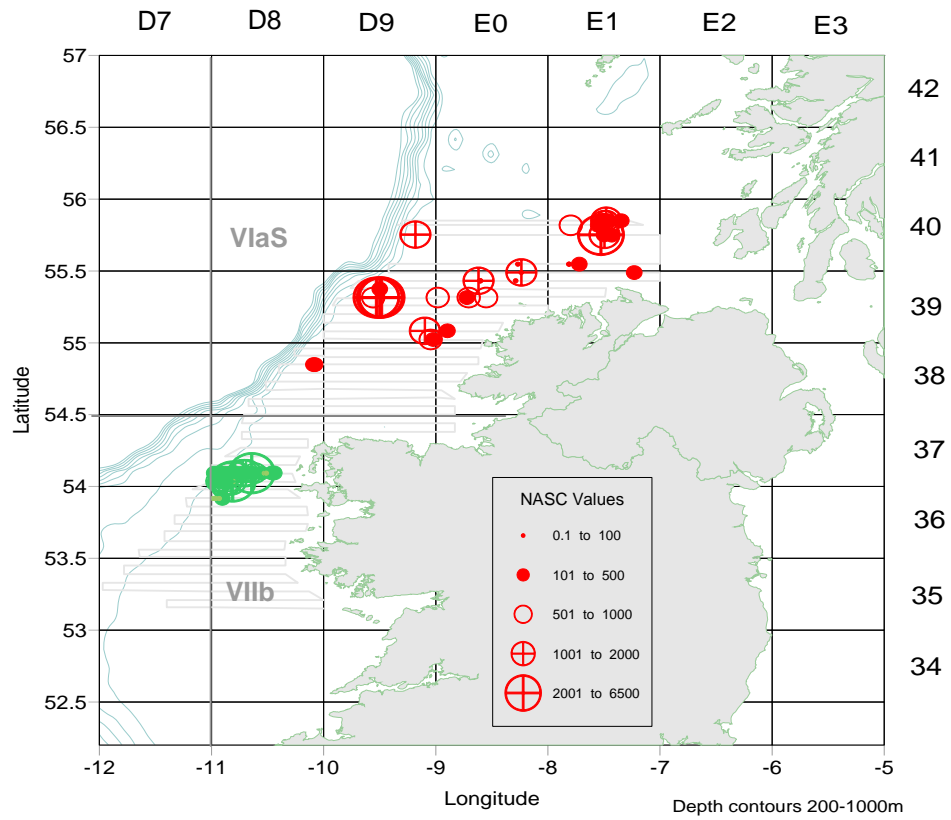 D7 D8 D9 E0 E1 E2 E3
57
42
56.5
41
56
VIaS
40
55.5
39
55
38
54.5
37
54
36
53.5
VIIb
35
53
34
52.5
NASC Values
0.1 to 100
101 to 500
501 to 1000
1001 to 2000
2001 to 6500
Latitude
-12 -11 -10 -9 -8 -7 -6 -5
Longitude
Depth contours 200-1000m